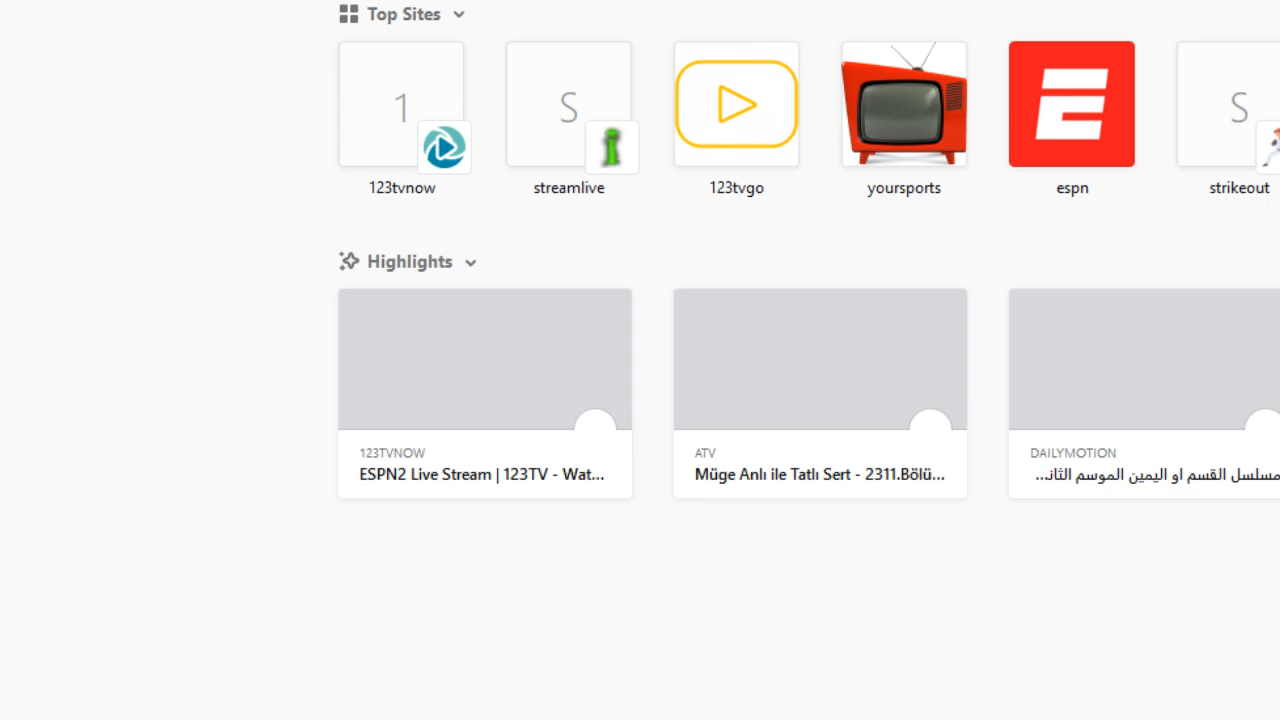 Top Sites
1
S
S
123tvnow
streamlive
123tvgo
yoursports
espn
strikeout
Highlights
123TVNOW
ESPN2 Live Stream | 123TV - Wat...
ATV
Müge Anlı ile Tatlı Sert - 2311.Bölü...
DAILYMOTION
مسلسل القسم او اليمين الموسم الثان...